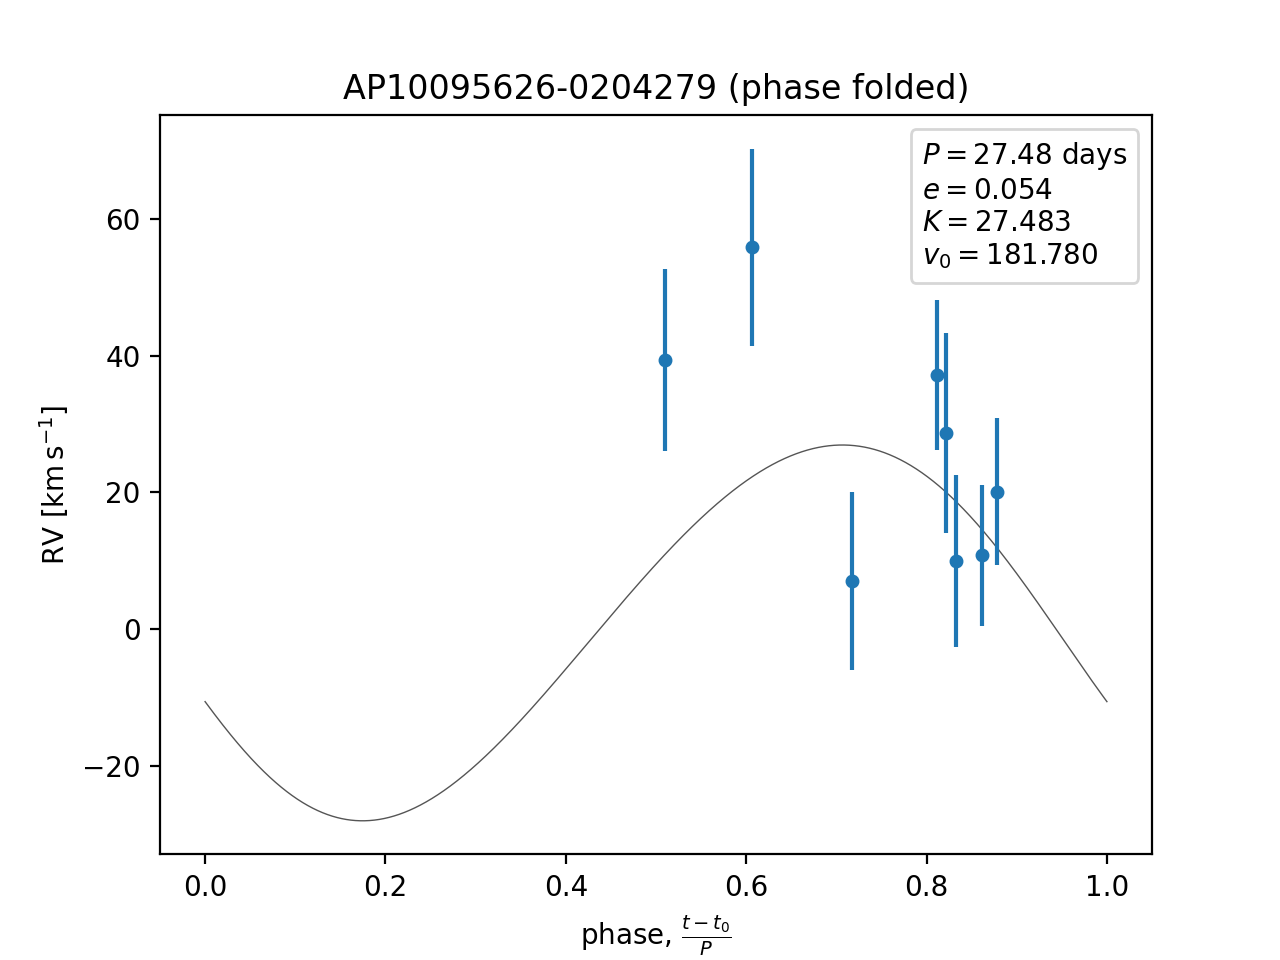 AP10095626-0204279 (phase folded)
P = 27.48 days
e = 0.054
K = 27.483
v₀ = 181.780
60
40
20
0
−20
RV [km s⁻¹]
0.0 0.2 0.4 0.6 0.8 1.0
phase, (t − t₀)/P